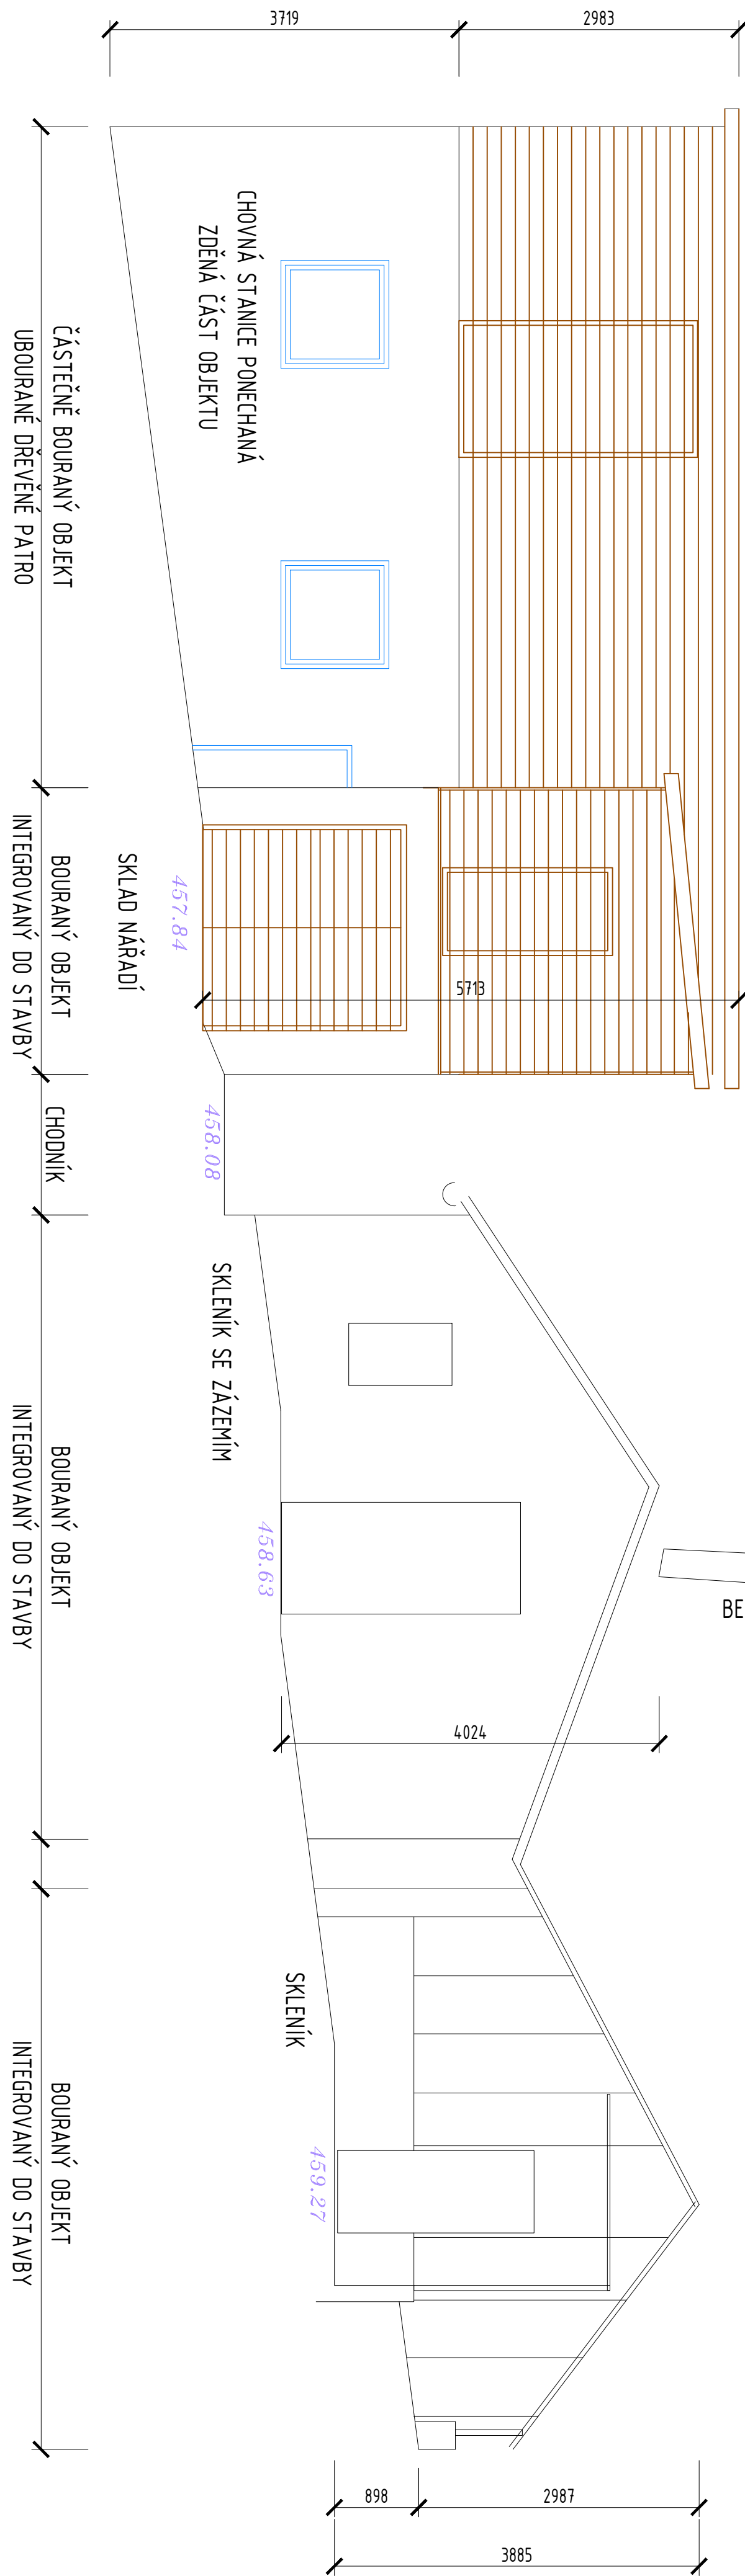 3719
2983
CHOVNÁ STANICE PONECHANÁ
ZDĚNÁ ČÁST OBJEKTU
ČÁSTEČNĚ BOURANÝ OBJEKT
UBOURANÉ DŘEVĚNÉ PATRO
SKLAD NÁŘADÍ
457.84
5713
BOURANÝ OBJEKT
INTEGROVANÝ DO STAVBY
458.08
CHODNÍK
SKLENÍK SE ZÁZEMÍM
458.63
BE
4024
BOURANÝ OBJEKT
INTEGROVANÝ DO STAVBY
SKLENÍK
459.27
BOURANÝ OBJEKT
INTEGROVANÝ DO STAVBY
898
2987
3885